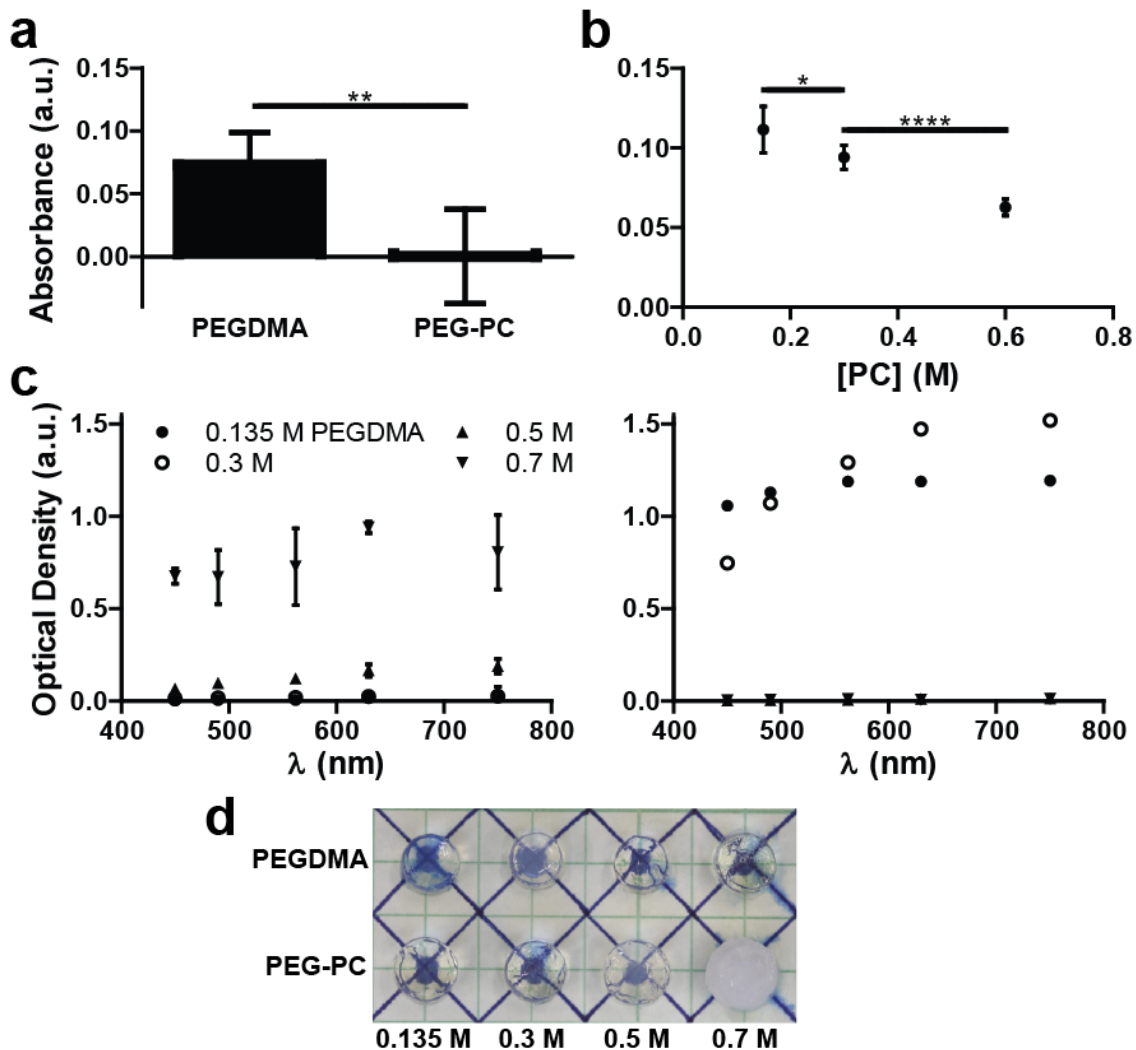 a
b
0.15
**
0.10
0.05
0.00
Absorbance (a.u.)
PEGDMA
PEG-PC
0.15
*
****
0.10
0.05
0.00
0.0
0.2
0.4
0.6
0.8
[PC] (M)
c
1.5
1.0
0.5
0.0
Optical Density (a.u.)
0.135 M PEGDMA
0.5 M
0.3 M
0.7 M
400
500
600
700
800
λ (nm)
1.5
1.0
0.5
0.0
400
500
600
700
800
λ (nm)
d
PEGDMA
PEG-PC
0.135 M
0.3 M
0.5 M
0.7 M